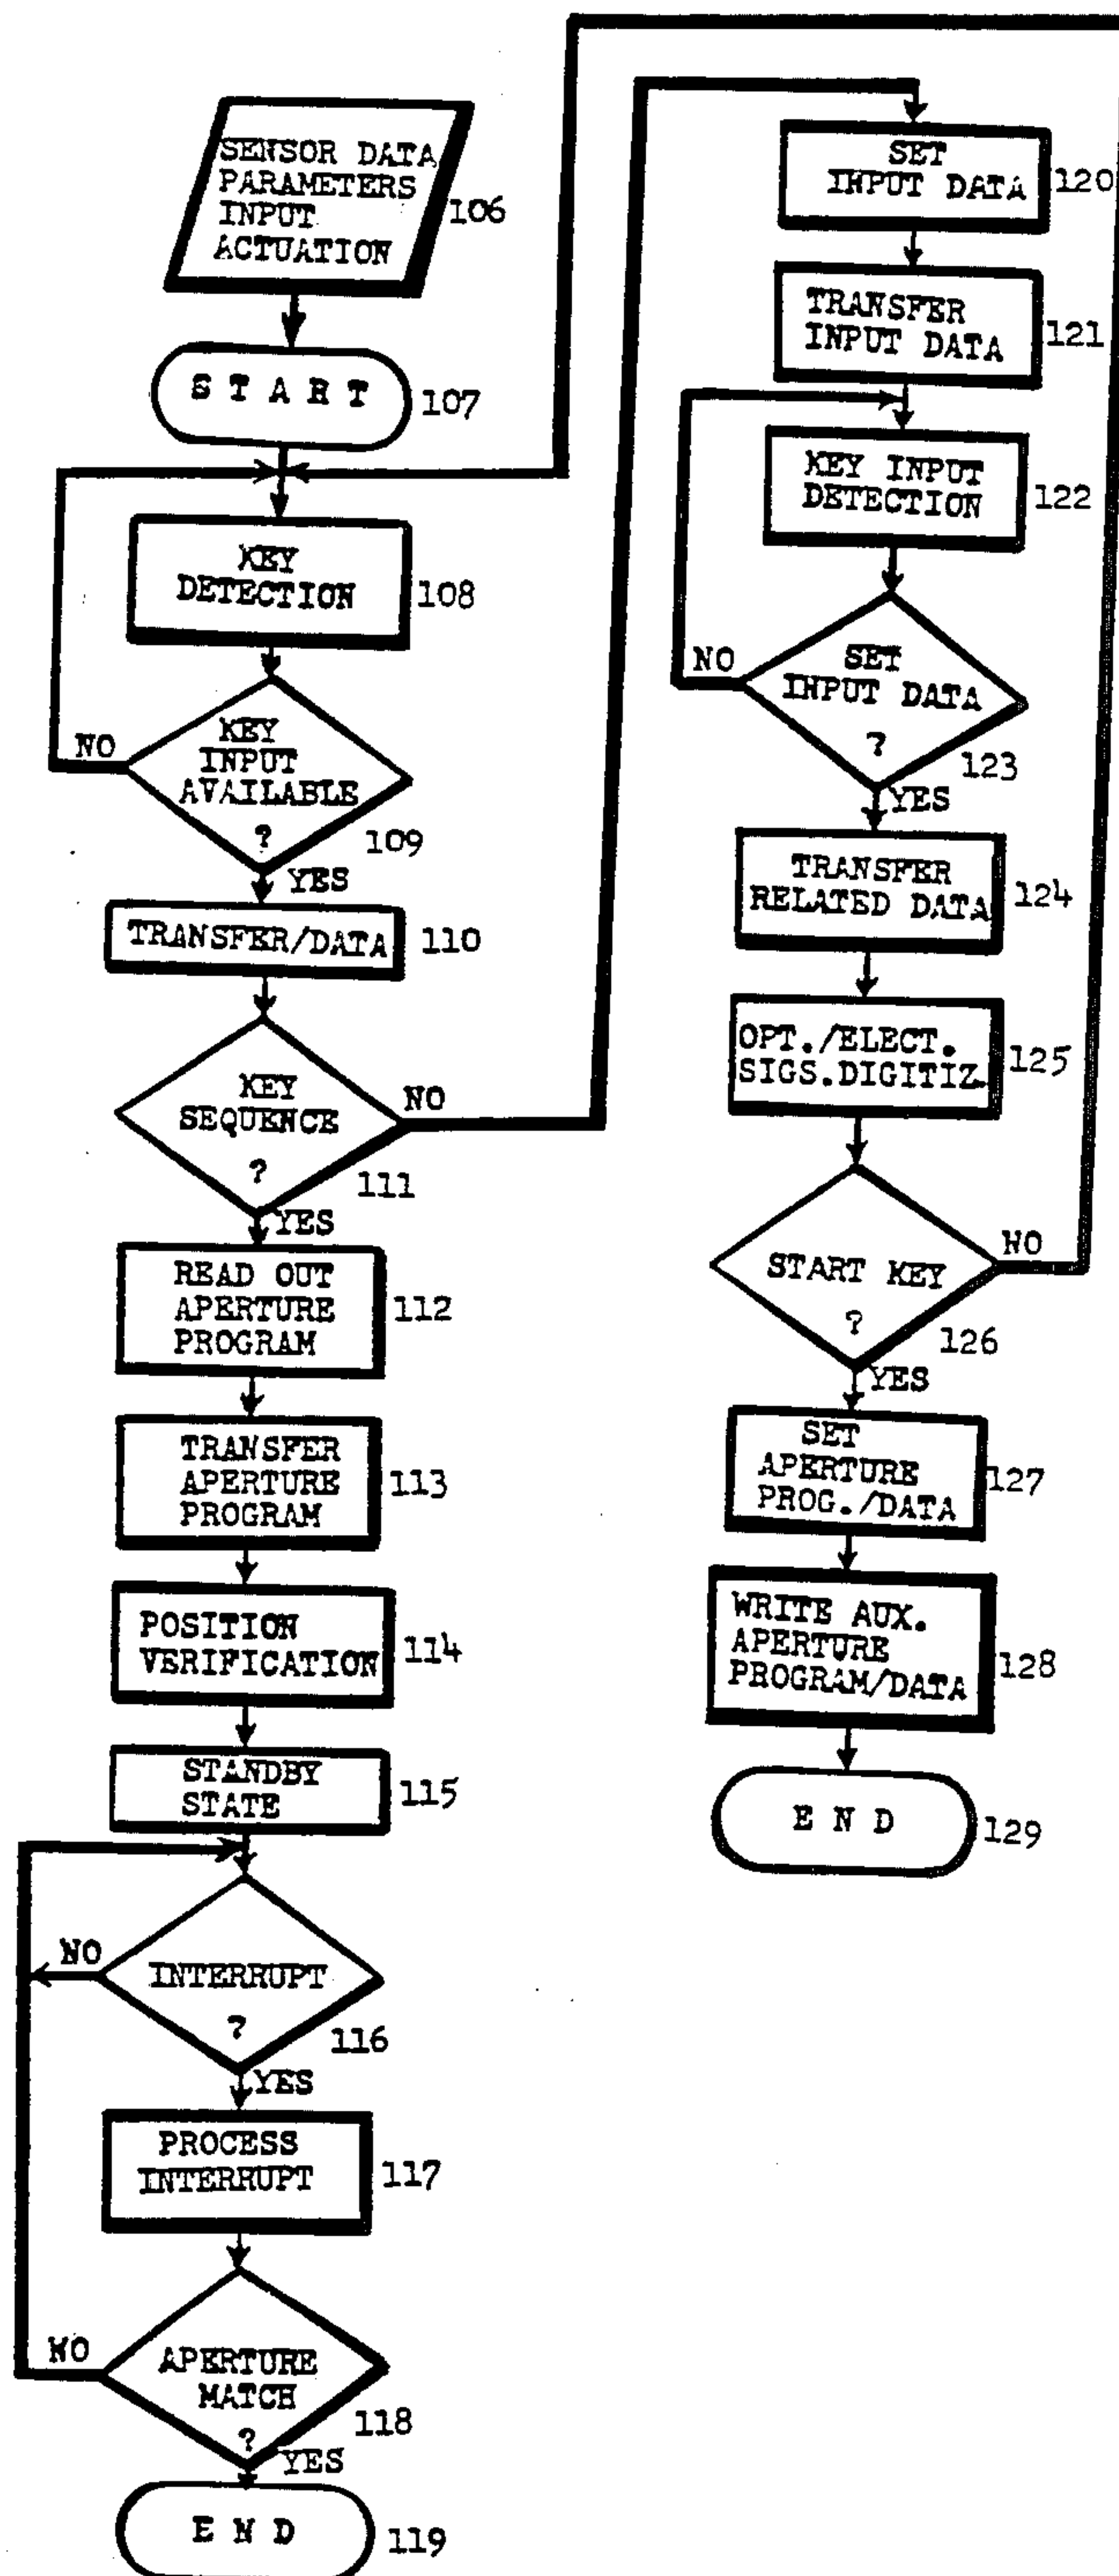 SENSOR DATA
PARAMETERS
INPUT
ACTUATION
106
START
107
KEY
DETECTION
108
KEY
INPUT
AVAILABLE
?
109
NO
YES
TRANSFER/DATA
110
KEY
SEQUENCE
?
111
NO
YES
READ OUT
APERTURE
PROGRAM
112
TRANSFER
APERTURE
PROGRAM
113
POSITION
VERIFICATION
114
STANDBY
STATE
115
NO
INTERRUPT
?
116
YES
PROCESS
INTERRUPT
117
NO
APERTURE
MATCH
?
118
YES
END
119
SET
INPUT DATA
120
TRANSFER
INPUT DATA
121
KEY INPUT
DETECTION
122
NO
SET
INPUT DATA
?
123
YES
TRANSFER
RELATED DATA
124
OPT./ELECT.
SIGS.DIGITIZ.
125
START KEY
?
126
NO
YES
SET
APERTURE
PROG./DATA
127
WRITE AUX.
APERTURE
PROGRAM/DATA
128
END
129